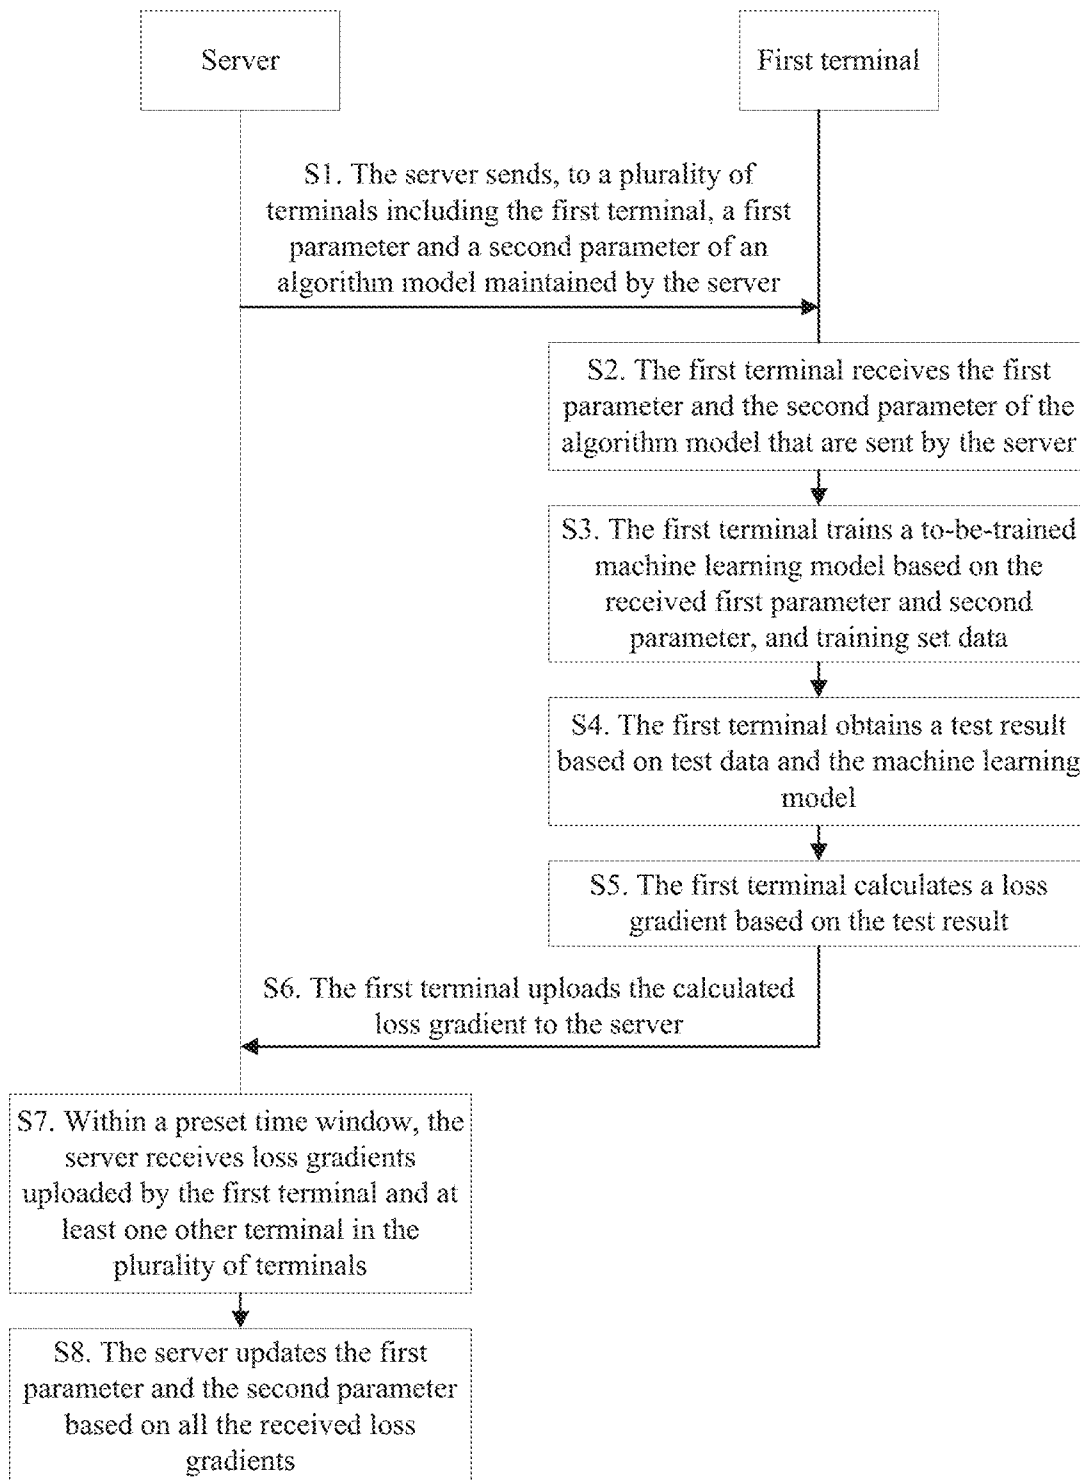 Server
First terminal
S1. The server sends, to a plurality of
terminals including the first terminal, a first
parameter and a second parameter of an
algorithm model maintained by the server
S2. The first terminal receives the first
parameter and the second parameter of the
algorithm model that are sent by the server
S3. The first terminal trains a to-be-trained
machine learning model based on the
received first parameter and second
parameter, and training set data
S4. The first terminal obtains a test result
based on test data and the machine learning
model
S5. The first terminal calculates a loss
gradient based on the test result
S6. The first terminal uploads the calculated
loss gradient to the server
S7. Within a preset time window, the
server receives loss gradients
uploaded by the first terminal and at
least one other terminal in the
plurality of terminals
S8. The server updates the first
parameter and the second parameter
based on all the received loss
gradients